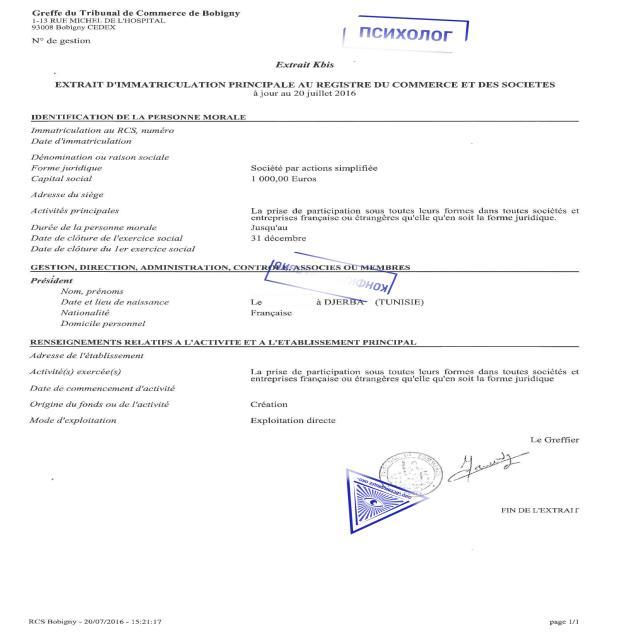 Greffe du Tribunal de Commerce de Bobigny
1-13 RUE MICHEL DE L'HOSPITAL
93008 Bobigny CEDEX
N° de gestion
ПСИХОЛОГ
Extrait Kbis
EXTRAIT D'IMMATRICULATION PRINCIPALE AU REGISTRE DU COMMERCE ET DES SOCIETES
à jour au 20 juillet 2016
IDENTIFICATION DE LA PERSONNE MORALE
Immatriculation au RCS, numéro
Date d'immatriculation
Dénomination ou raison sociale
Forme juridique Société par actions simplifiée
Capital social 1 000,00 Euros
Adresse du siège
Activités principales La prise de participation sous toutes leurs formes dans toutes sociétés et
entreprises française ou étrangères qu'elle qu'en soit la forme juridique.
Durée de la personne morale Jusqu'au
Date de clôture de l'exercice social 31 décembre
Date de clôture du 1er exercice social
GESTION, DIRECTION, ADMINISTRATION, CONTROLE, ASSOCIES OU MEMBRES
Président
Nom, prénoms
Date et lieu de naissance Le à DJERBA (TUNISIE)
Nationalité Française
Domicile personnel
RENSEIGNEMENTS RELATIFS A L'ACTIVITE ET A L'ETABLISSEMENT PRINCIPAL
Adresse de l'établissement
Activité(s) exercée(s) La prise de participation sous toutes leurs formes dans toutes sociétés et
entreprises française ou étrangères qu'elle qu'en soit la forme juridique
Date de commencement d'activité
Origine du fonds ou de l'activité Création
Mode d'exploitation Exploitation directe
Le Greffier
FIN DE L'EXTRAIT
RCS Bobigny - 20/07/2016 - 15:21:17 page 1/1